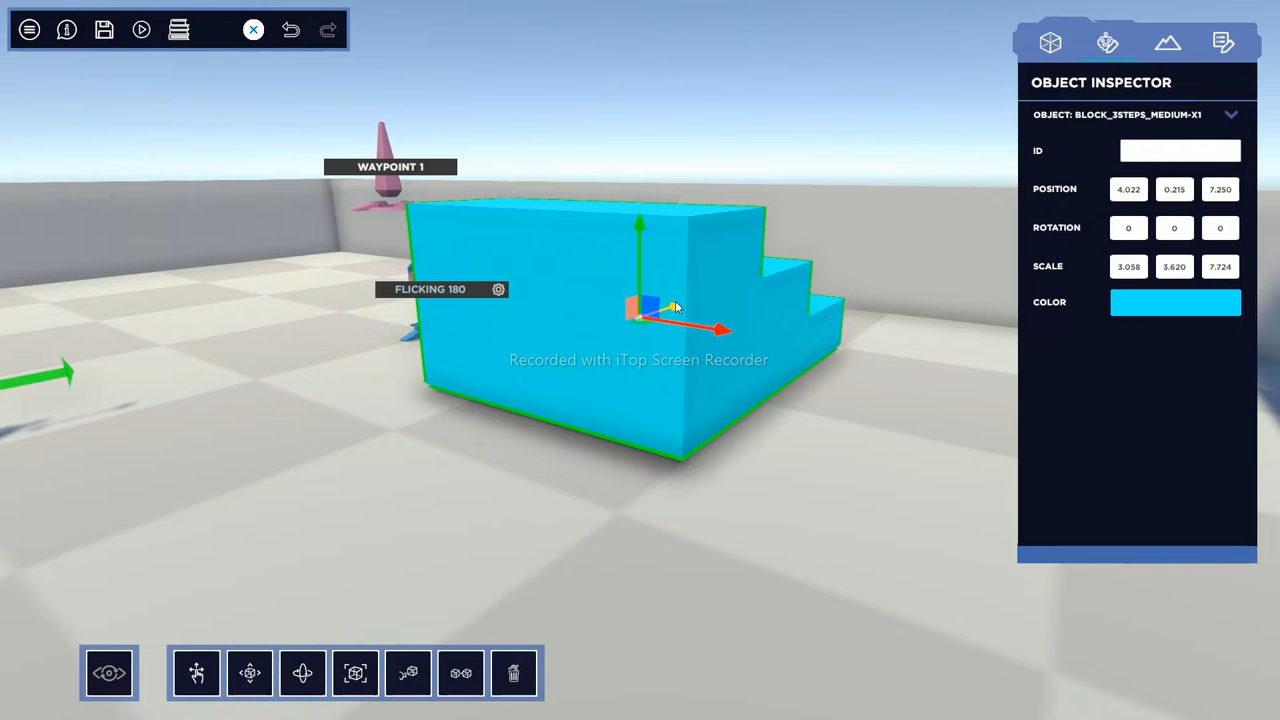 OBJECT INSPECTOR
OBJECT: BLOCK_3STEPS_MEDIUM-X1
ID
POSITION 4.022 0.215 7.250
ROTATION 0 0 0
SCALE 3.058 3.620 7.724
COLOR
WAYPOINT 1
FLICKING 180
Recorded with iTop Screen Recorder